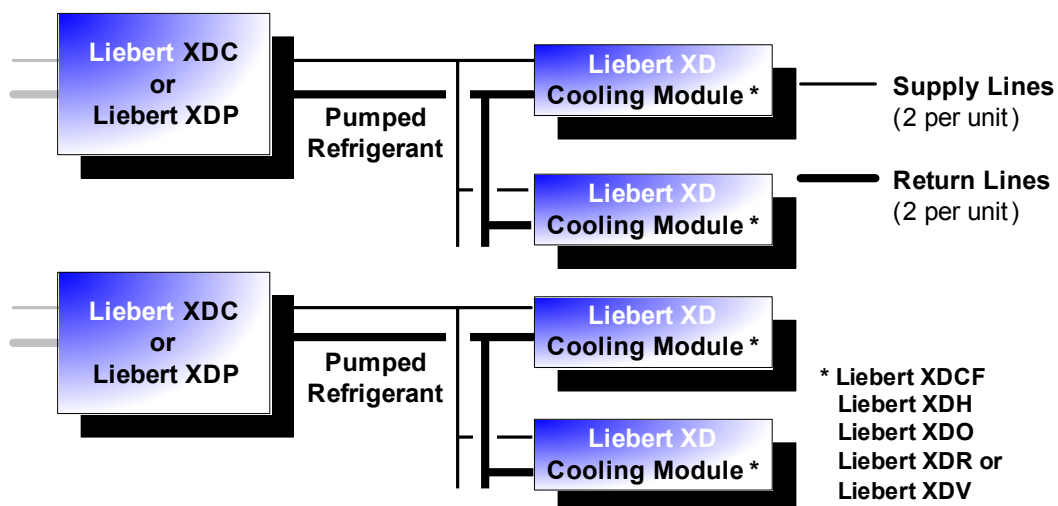 Liebert XDC
or
Liebert XDP
Pumped
Refrigerant
Liebert XD
Cooling Module *
Liebert XD
Cooling Module *
Supply Lines
(2 per unit)
Return Lines
(2 per unit)
Liebert XDC
or
Liebert XDP
Pumped
Refrigerant
Liebert XD
Cooling Module *
Liebert XD
Cooling Module *
* Liebert XDCF
Liebert XDH
Liebert XDO
Liebert XDR or
Liebert XDV